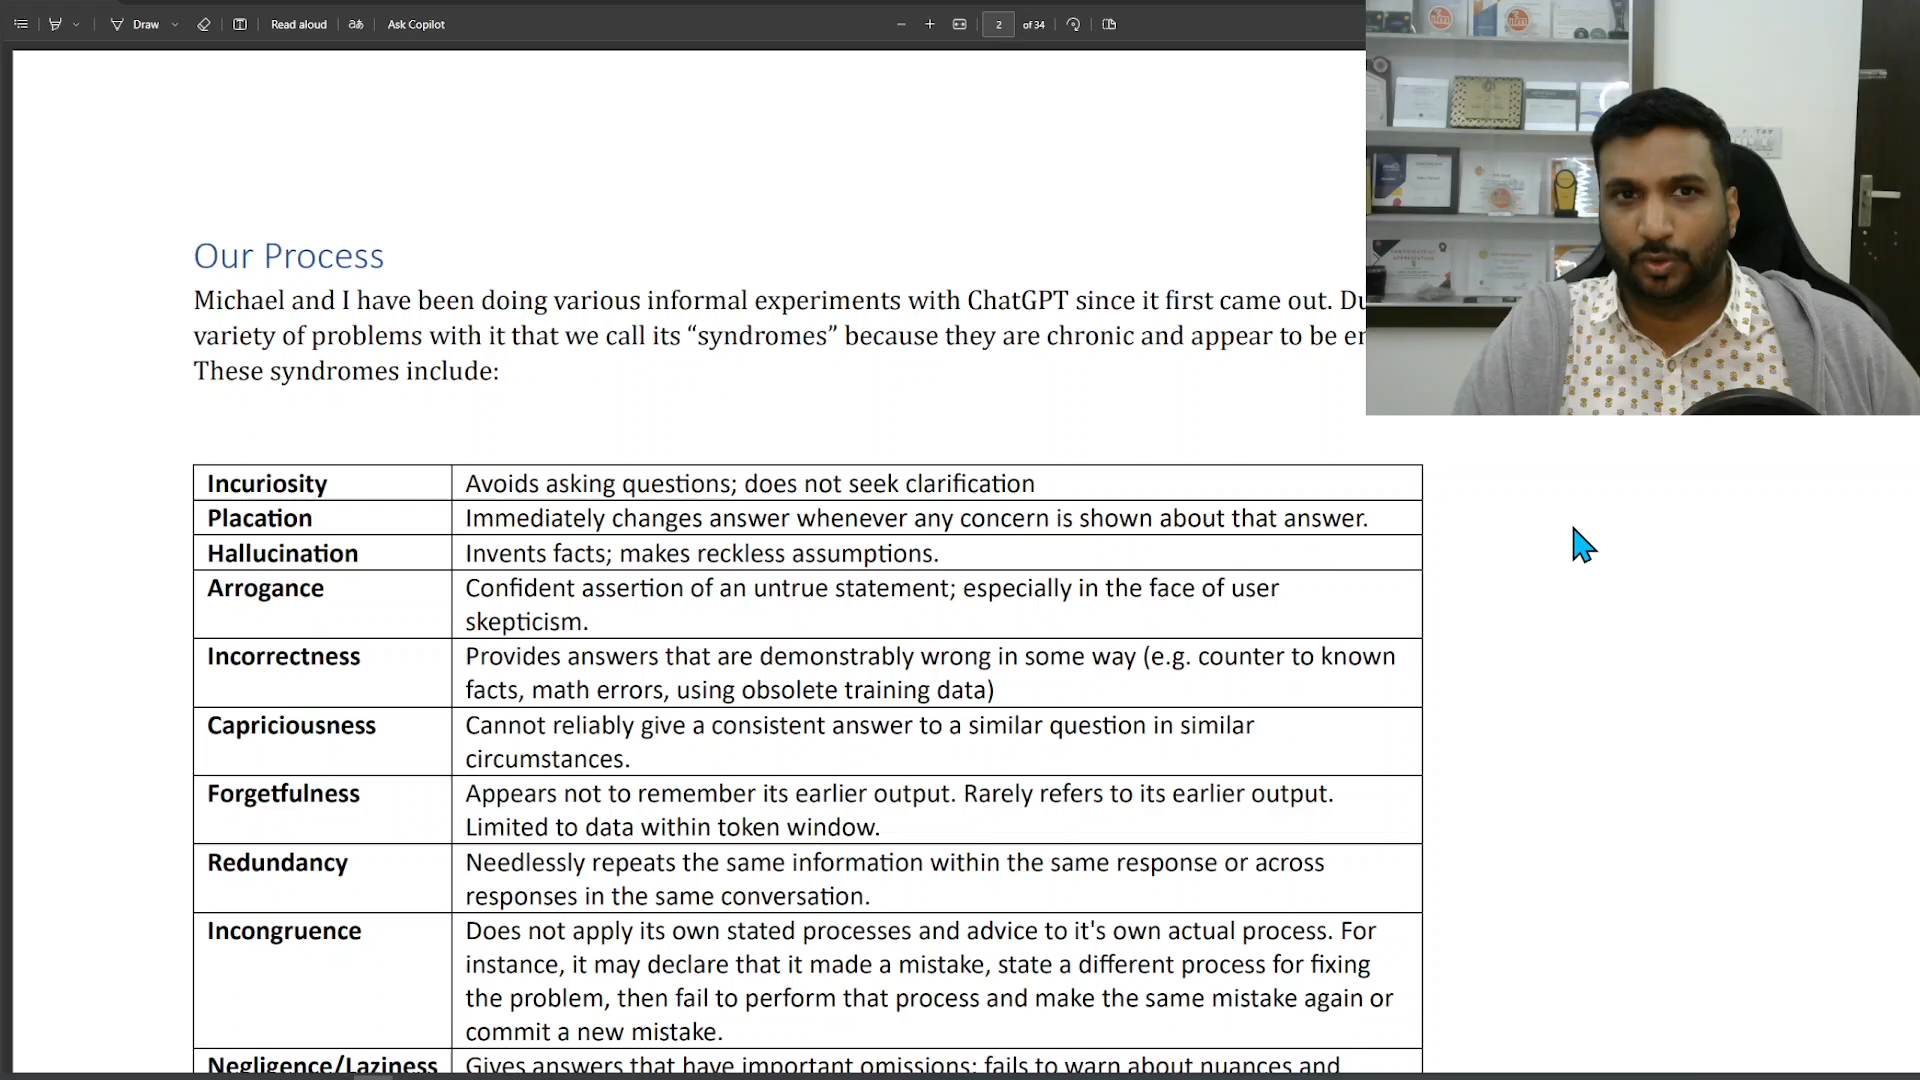 Draw
Read aloud
aあ
Ask Copilot
2
of 34
Our Process
Michael and I have been doing various informal experiments with ChatGPT since it first came out. Du
variety of problems with it that we call its “syndromes” because they are chronic and appear to be
These syndromes include:
Incuriosity
Avoids asking questions; does not seek clarification
Placation
Immediately changes answer whenever any concern is shown about that answer.
Hallucination
Invents facts; makes reckless assumptions.
Arrogance
Confident assertion of an untrue statement; especially in the face of user
skepticism.
Incorrectness
Provides answers that are demonstrably wrong in some way (e.g. counter to known
facts, math errors, using obsolete training data)
Capriciousness
Cannot reliably give a consistent answer to a similar question in similar
circumstances.
Forgetfulness
Appears not to remember its earlier output. Rarely refers to its earlier output.
Limited to data within token window.
Redundancy
Needlessly repeats the same information within the same response or across
responses in the same conversation.
Incongruence
Does not apply its own stated processes and advice to it's own actual process. For
instance, it may declare that it made a mistake, state a different process for fixing
the problem, then fail to perform that process and make the same mistake again or
commit a new mistake.
Negligence/Laziness
Gives answers that have important omissions; fails to warn about nuances and